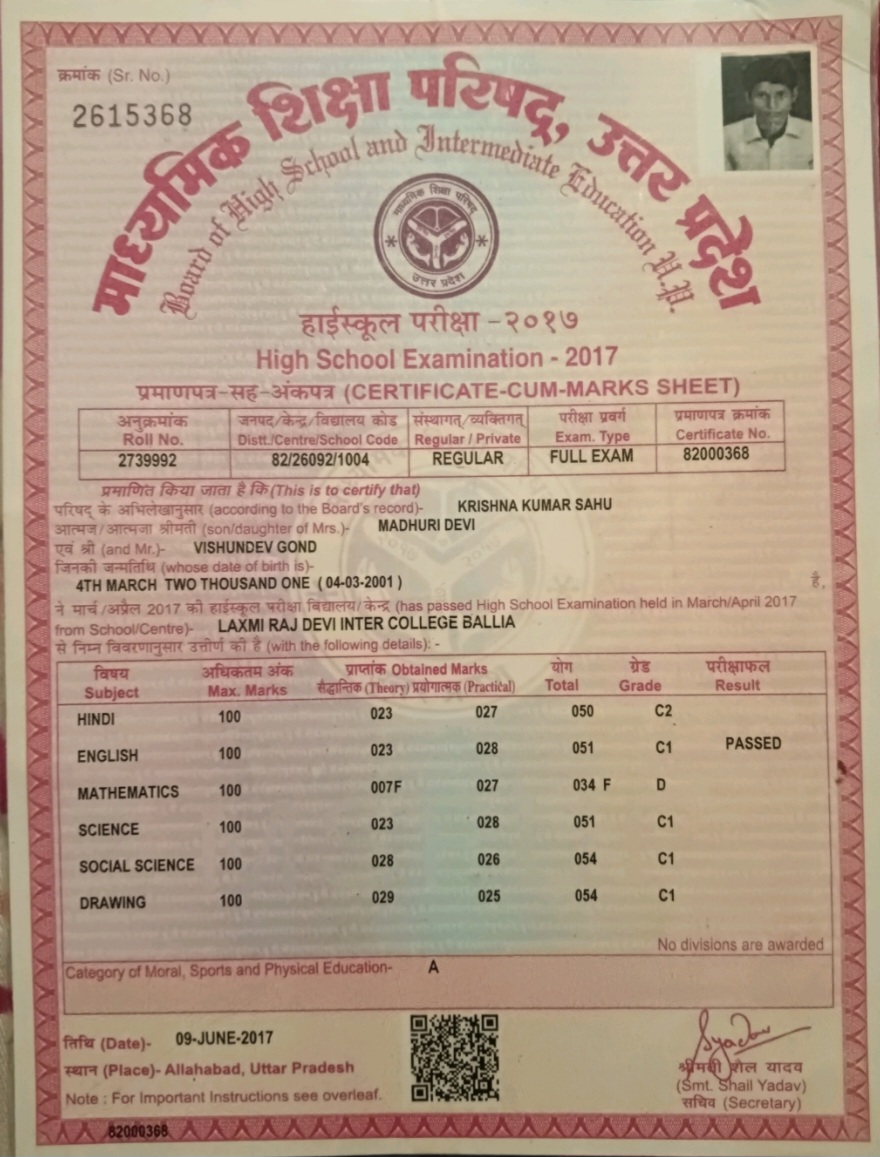 क्रमांक (Sr. No.)
2615368
माध्यमिक शिक्षा परिषद्, उत्तर प्रदेश
Board of High School and Intermediate Education U.P.
माध्यमिक शिक्षा परिषद्
उत्तर प्रदेश
हाईस्कूल परीक्षा -२०१७
High School Examination - 2017
प्रमाणपत्र-सह-अंकपत्र (CERTIFICATE-CUM-MARKS SHEET)
अनुक्रमांक जनपद/केन्द्र/विद्यालय कोड संस्थागत्/व्यक्तिगत् परीक्षा प्रवर्ग प्रमाणपत्र क्रमांक
Roll No. Distt./Centre/School Code Regular / Private Exam. Type Certificate No.
2739992 82/26092/1004 REGULAR FULL EXAM 82000368
प्रमाणित किया जाता है कि (This is to certify that)
परिषद् के अभिलेखानुसार (according to the Board's record)- KRISHNA KUMAR SAHU
आत्मज/आत्मजा श्रीमती (son/daughter of Mrs.)- MADHURI DEVI
एवं श्री (and Mr.)- VISHUNDEV GOND
जिनकी जन्मतिथि (whose date of birth is)-
4TH MARCH TWO THOUSAND ONE ( 04-03-2001 ) है,
ने मार्च/अप्रैल 2017 की हाईस्कूल परीक्षा विद्यालय/केन्द्र (has passed High School Examination held in March/April 2017
from School/Centre)- LAXMI RAJ DEVI INTER COLLEGE BALLIA
से निम्न विवरणानुसार उत्तीर्ण की है (with the following details): -
विषय अधिकतम अंक प्राप्तांक Obtained Marks योग ग्रेड परीक्षाफल
Subject Max. Marks सैद्धान्तिक (Theory) प्रयोगात्मक (Practical) Total Grade Result
HINDI 100 023 027 050 C2
ENGLISH 100 023 028 051 C1 PASSED
MATHEMATICS 100 007F 027 034 F D
SCIENCE 100 023 028 051 C1
SOCIAL SCIENCE 100 028 026 054 C1
DRAWING 100 029 025 054 C1
No divisions are awarded
Category of Moral, Sports and Physical Education- A
तिथि (Date)- 09-JUNE-2017
स्थान (Place)- Allahabad, Uttar Pradesh
Note : For Important Instructions see overleaf.
82000368
Syadav
श्रीमती शैल यादव
(Smt. Shail Yadav)
सचिव (Secretary)